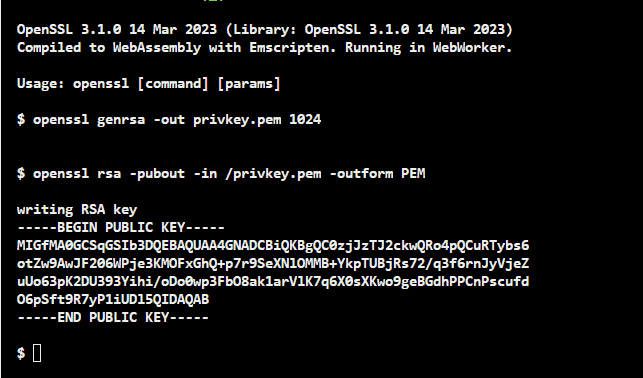 OpenSSL 3.1.0 14 Mar 2023 (Library: OpenSSL 3.1.0 14 Mar 2023)
Compiled to WebAssembly with Emscripten. Running in WebWorker.
Usage: openssl [command] [params]
$ openssl genrsa -out privkey.pem 1024
$ openssl rsa -pubout -in /privkey.pem -outform PEM
writing RSA key
-----BEGIN PUBLIC KEY-----
MIGfMA0GCSqGSIb3DQEBAQUAA4GNADCBiQKBgQC0zjJzTJ2ckwQRo4pQCuRTybs6
otZw9AwJF206WPje3KMOFxGhQ+p7r9SeXNlOMMB+YkpTUBjRs72/q3f6rnJyVjeZ
uUo63pK2DU393Yihi/oDo0wp3FbO8ak1arVlK7q6X0sXKwo9geBGdhPPCnPscufd
O6pSft9R7yP1iUDl5QIDAQAB
-----END PUBLIC KEY-----
$